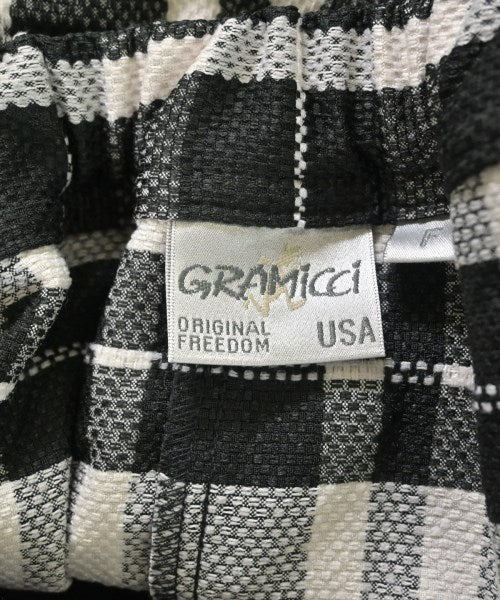 GRAMiCCi
ORIGINAL
FREEDOM
USA
F